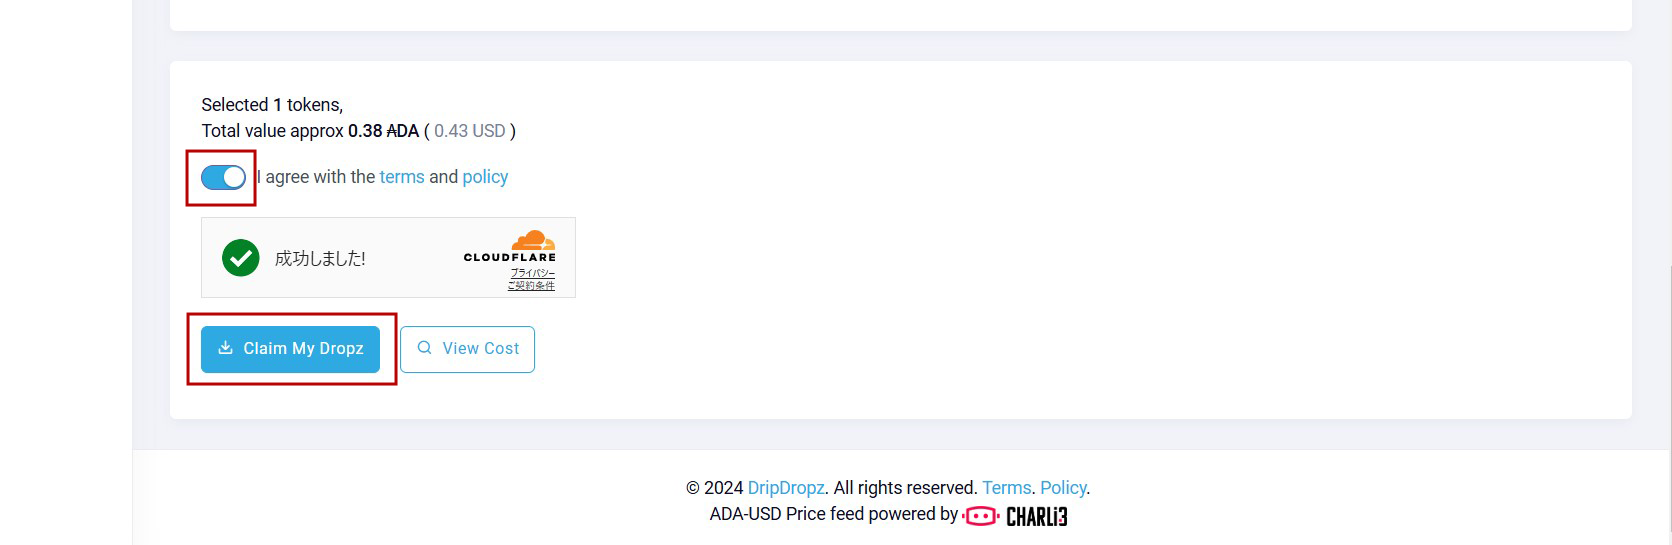 Selected 1 tokens,
Total value approx 0.38 ₳DA ( 0.43 USD )
I agree with the terms and policy
成功しました!
CLOUDFLARE
プライバシー
ご契約条件
Claim My Dropz
View Cost
© 2024 DripDropz. All rights reserved. Terms. Policy.
ADA-USD Price feed powered by CHARLi3